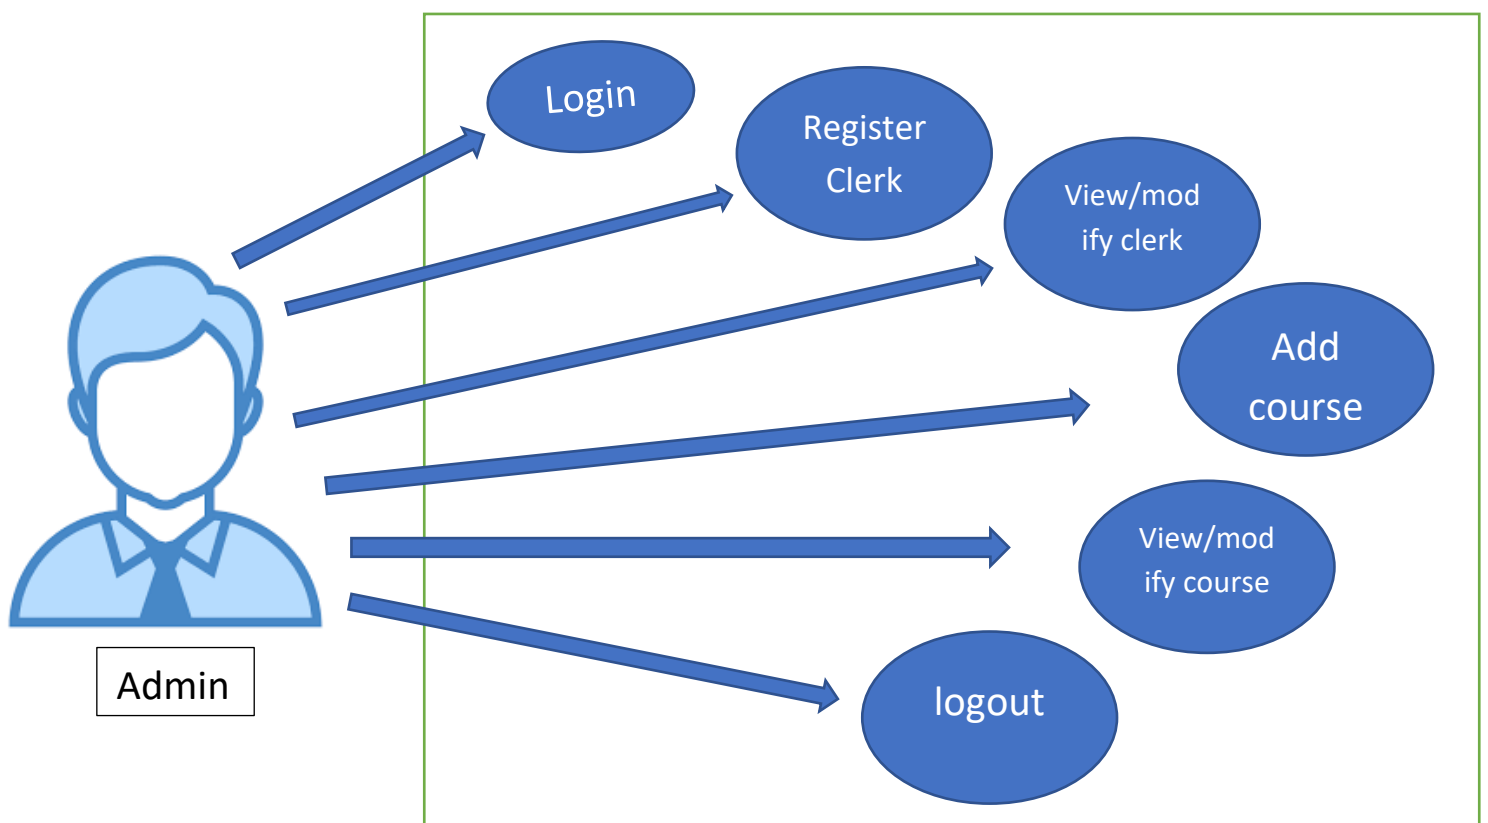 Login
Register
Clerk
View/mod
ify clerk
Add
course
View/mod
ify course
logout
Admin